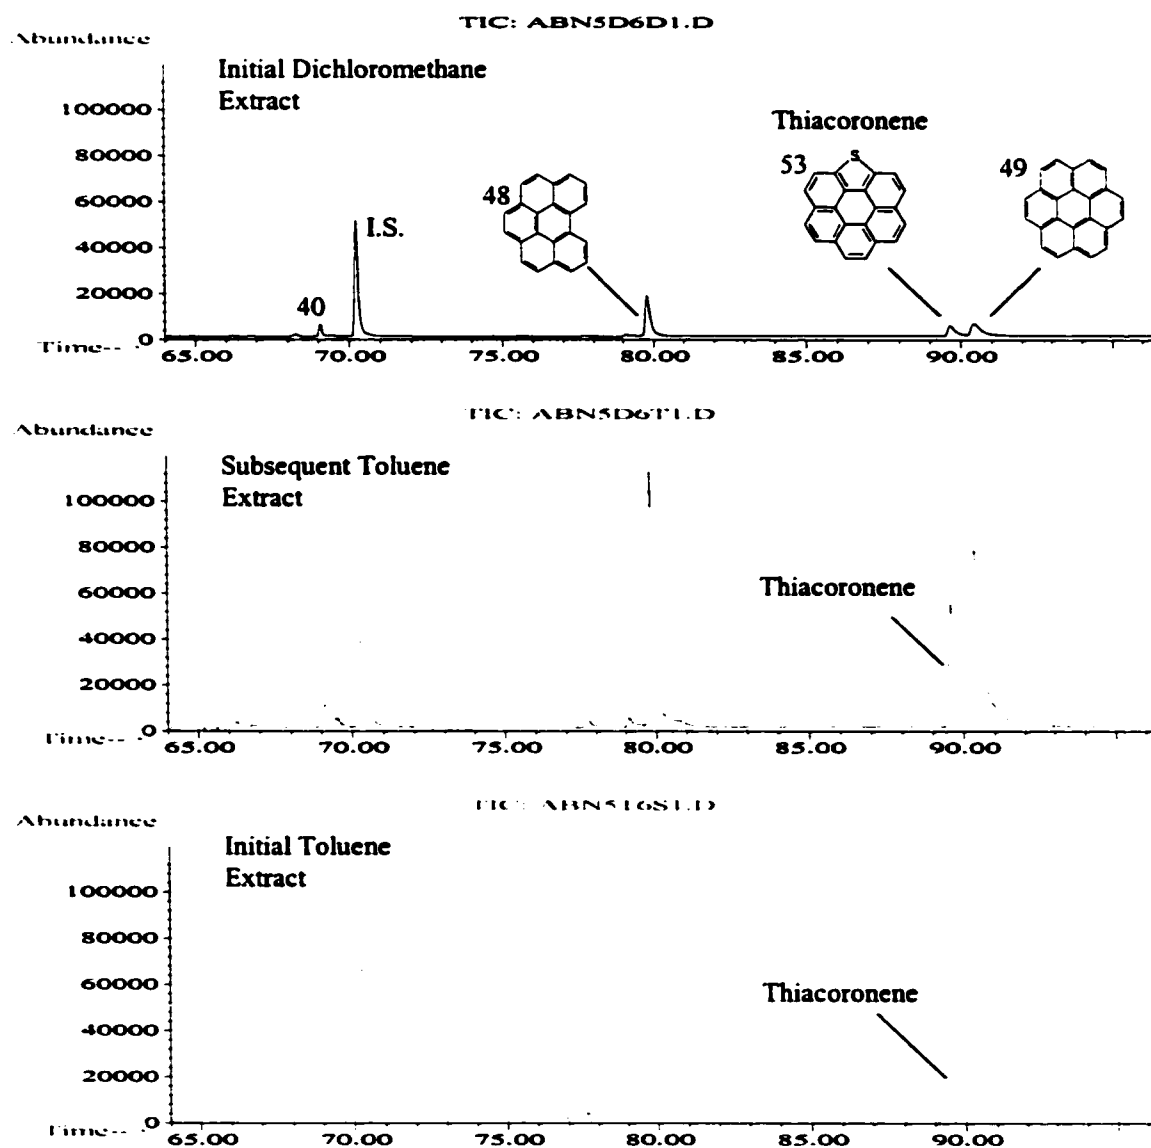 TIC: ABN5D6D1.D
Abundance
Initial Dichloromethane
Extract
100000
80000
60000
40000
20000
0
Time--
65.00 70.00 75.00 80.00 85.00 90.00
40
I.S.
48
Thiacoronene
53
S
49
TIC: ABN5D6T1.D
Abundance
Subsequent Toluene
Extract
100000
80000
60000
40000
20000
0
Time--
65.00 70.00 75.00 80.00 85.00 90.00
Thiacoronene
TIC: ABN516S1.D
Abundance
Initial Toluene
Extract
100000
80000
60000
40000
20000
0
Time--
65.00 70.00 75.00 80.00 85.00 90.00
Thiacoronene